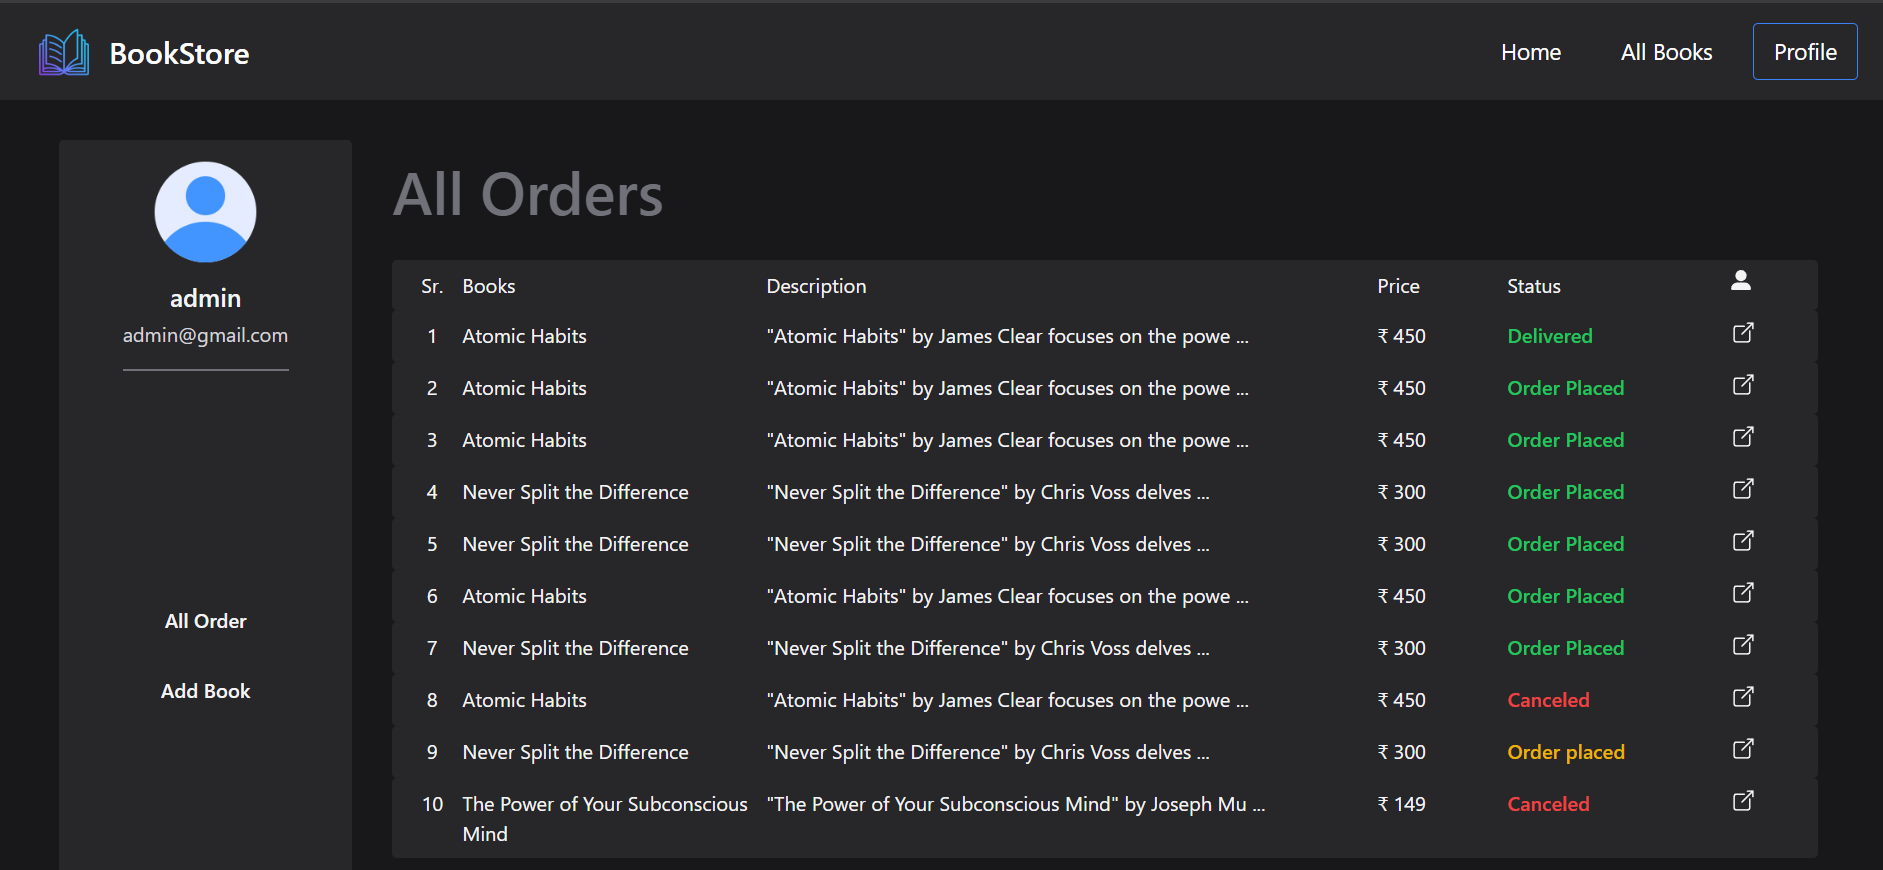 BookStore
Home All Books Profile
admin
admin@gmail.com
All Order
Add Book
All Orders
Sr. Books Description Price Status
1 Atomic Habits "Atomic Habits" by James Clear focuses on the powe ... ₹ 450 Delivered
2 Atomic Habits "Atomic Habits" by James Clear focuses on the powe ... ₹ 450 Order Placed
3 Atomic Habits "Atomic Habits" by James Clear focuses on the powe ... ₹ 450 Order Placed
4 Never Split the Difference "Never Split the Difference" by Chris Voss delves ... ₹ 300 Order Placed
5 Never Split the Difference "Never Split the Difference" by Chris Voss delves ... ₹ 300 Order Placed
6 Atomic Habits "Atomic Habits" by James Clear focuses on the powe ... ₹ 450 Order Placed
7 Never Split the Difference "Never Split the Difference" by Chris Voss delves ... ₹ 300 Order Placed
8 Atomic Habits "Atomic Habits" by James Clear focuses on the powe ... ₹ 450 Canceled
9 Never Split the Difference "Never Split the Difference" by Chris Voss delves ... ₹ 300 Order placed
10 The Power of Your Subconscious "The Power of Your Subconscious Mind" by Joseph Mu ... ₹ 149 Canceled
Mind